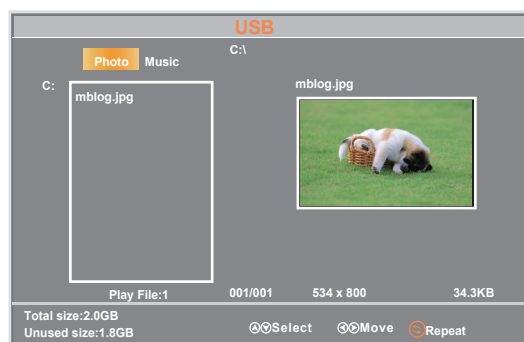 USB
Photo Music
C:\
C:
mblog.jpg
mblog.jpg
Play File:1
001/001 534 x 800 34.3KB
Total size:2.0GB
Unused size:1.8GB
Select Move Repeat